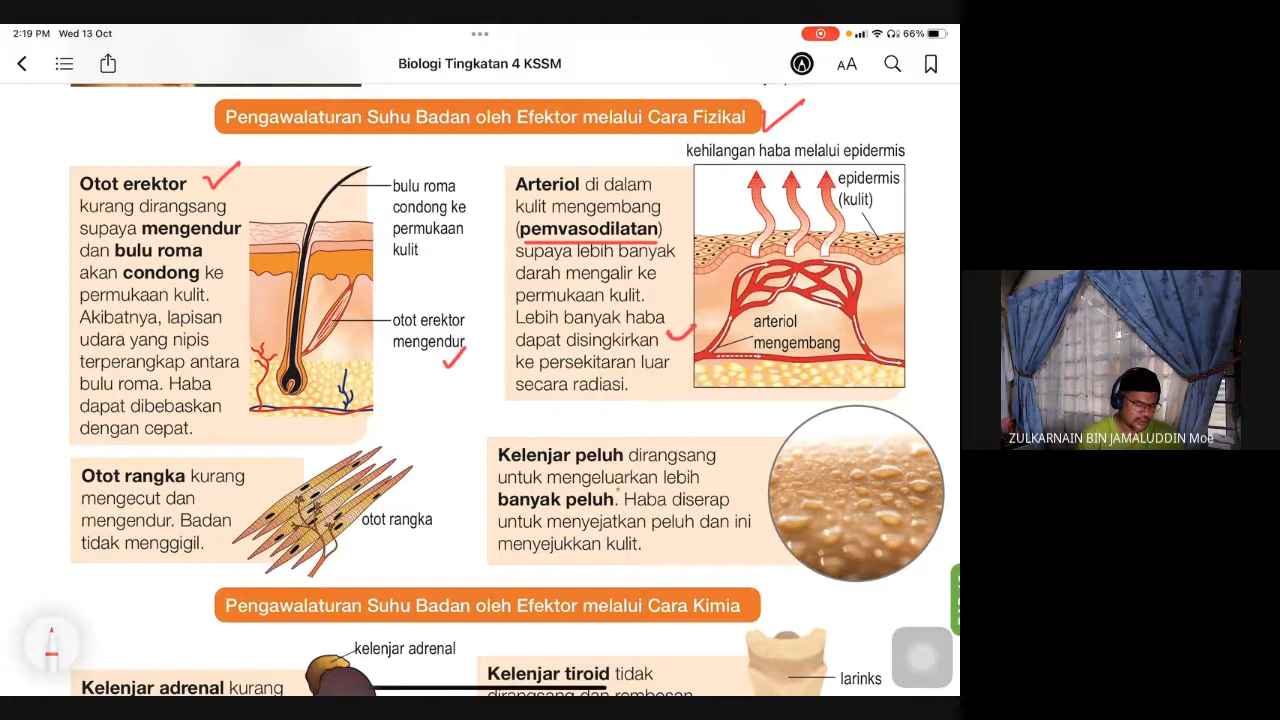 2:19 PM Wed 13 Oct
66%
Biologi Tingkatan 4 KSSM
AA
Pengawalaturan Suhu Badan oleh Efektor melalui Cara Fizikal
Otot erektor
kurang dirangsang
supaya mengendur
dan bulu roma
akan condong ke
permukaan kulit.
Akibatnya, lapisan
udara yang nipis
terperangkap antara
bulu roma. Haba
dapat dibebaskan
dengan cepat.
bulu roma
condong ke
permukaan
kulit
otot erektor
mengendur
Arteriol di dalam
kulit mengembang
(pemvasodilatan)
supaya lebih banyak
darah mengalir ke
permukaan kulit.
Lebih banyak haba
dapat disingkirkan
ke persekitaran luar
secara radiasi.
kehilangan haba melalui epidermis
epidermis
(kulit)
arteriol
mengembang
Otot rangka kurang
mengecut dan
mengendur. Badan
tidak menggigil.
otot rangka
Kelenjar peluh dirangsang
untuk mengeluarkan lebih
banyak peluh. Haba diserap
untuk menyejatkan peluh dan ini
menyejukkan kulit.
Pengawalaturan Suhu Badan oleh Efektor melalui Cara Kimia
kelenjar adrenal
Kelenjar adrenal kurang
Kelenjar tiroid tidak
dirangsang dan rembesan
larinks
ZULKARNAIN BIN JAMALUDDIN Moe